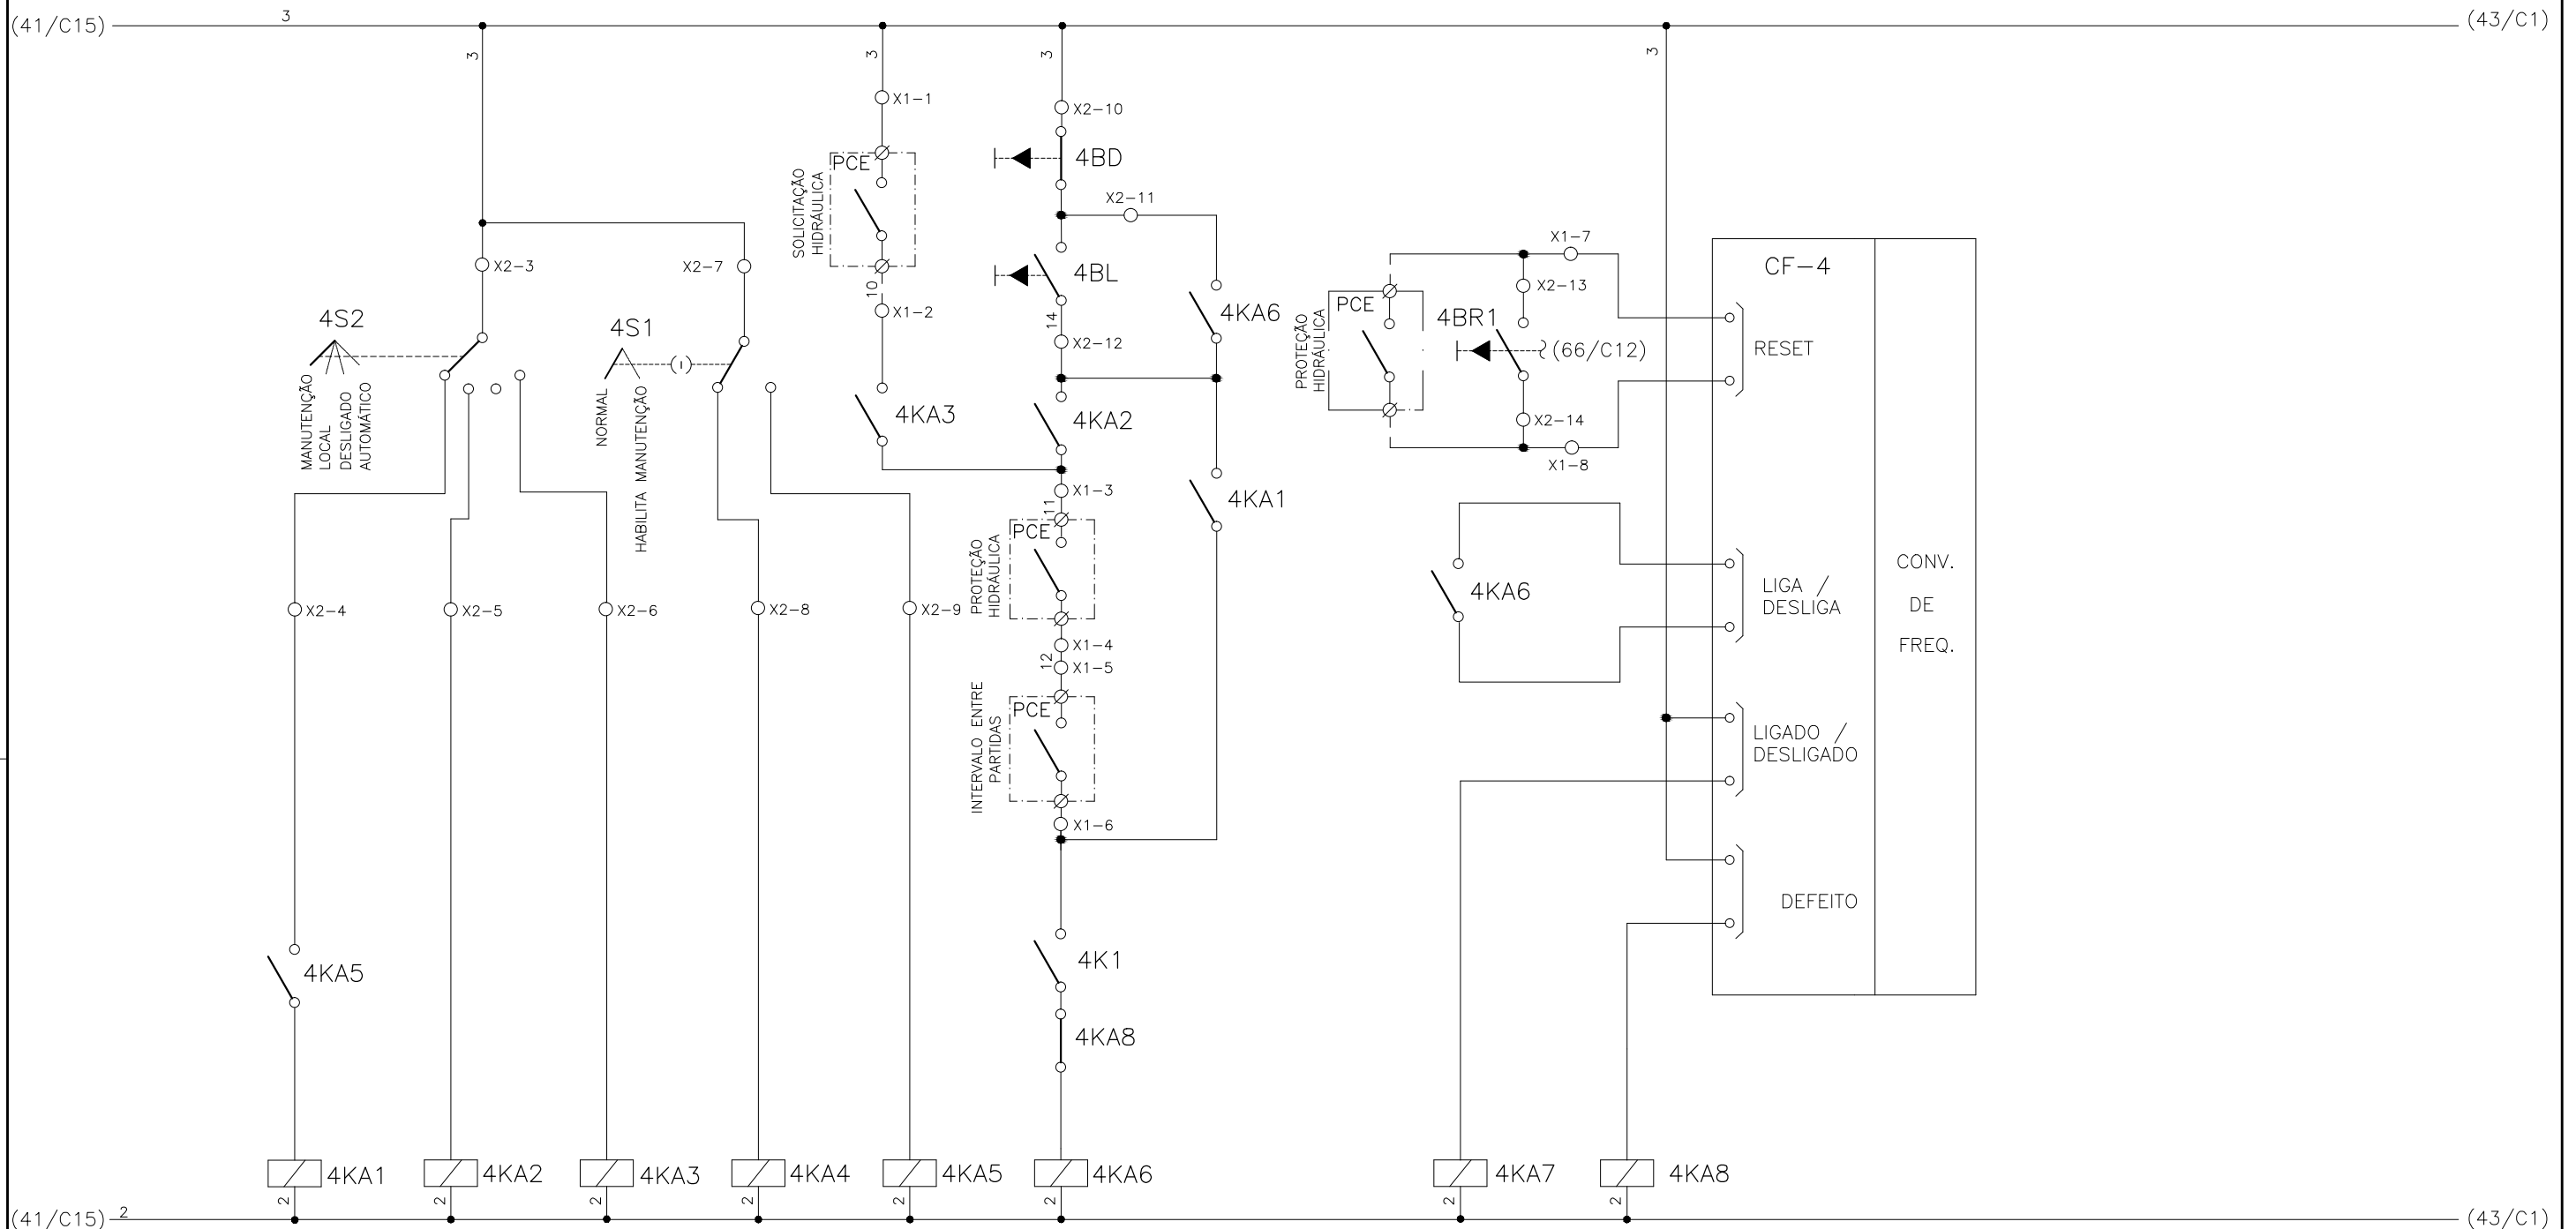 (41/C15)
3
(43/C1)
3
3
3
3
X1-1
X2-10
PCE
4BD
SOLICITAÇÃO
HIDRÁULICA
X2-11
X2-3
X2-7
10
X1-2
4BL
14
X2-12
4KA6
4S2
4S1
MANUTENÇÃO
LOCAL
DESLIGADO
AUTOMÁTICO
NORMAL
HABILITA MANUTENÇÃO
4KA3
4KA2
X1-3
11
4KA1
PCE
PROTEÇÃO
HIDRÁULICA
X1-4
12
X1-5
PCE
INTERVALO ENTRE
PARTIDAS
X1-6
X1-7
X2-13
PCE
PROTEÇÃO
HIDRÁULICA
4BR1
(66/C12)
X2-14
X1-8
CF-4
RESET
4KA6
LIGA /
DESLIGA
CONV.
DE
FREQ.
LIGADO /
DESLIGADO
DEFEITO
X2-4
X2-5
X2-6
X2-8
X2-9
4KA5
4K1
4KA8
4KA1
4KA2
4KA3
4KA4
4KA5
4KA6
4KA7
4KA8
2
2
2
2
2
2
2
2
(41/C15)
2
(43/C1)